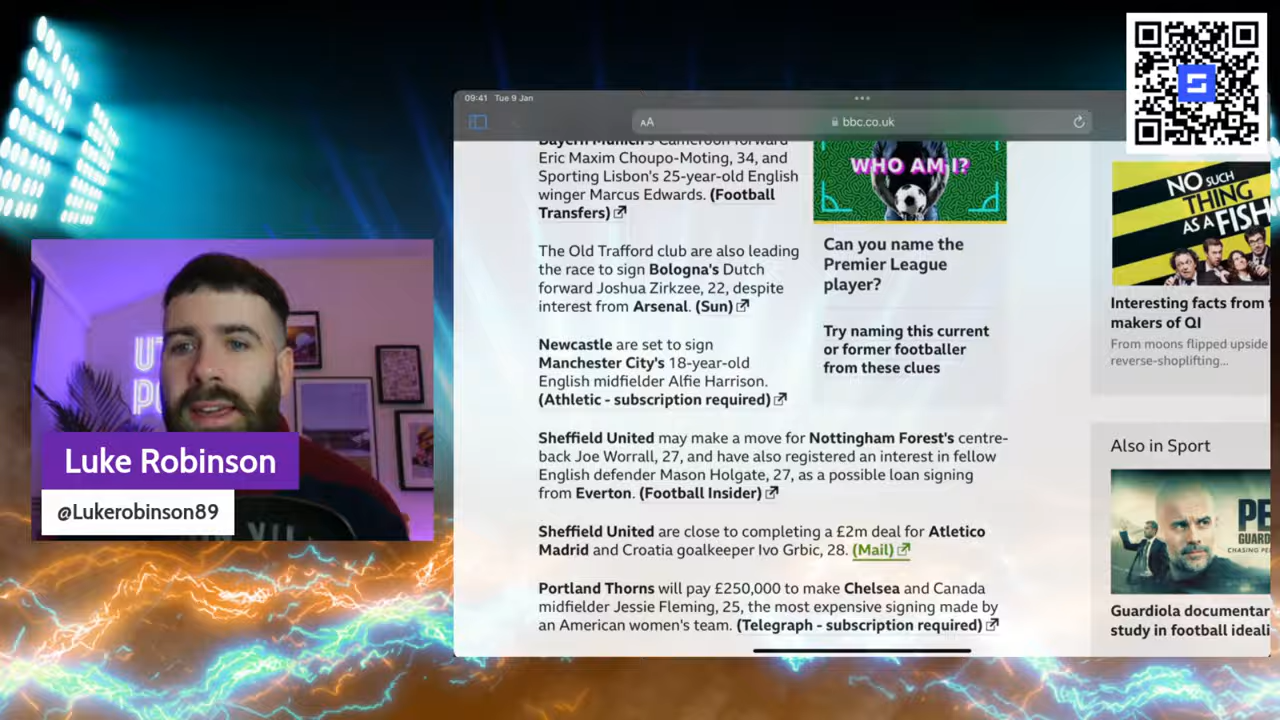 09:41 Tue 9 Jan
AA
bbc.co.uk
Bayern Munich's Cameroon forward
Eric Maxim Choupo-Moting, 34, and
Sporting Lisbon's 25-year-old English
winger Marcus Edwards. (Football
Transfers)
The Old Trafford club are also leading
the race to sign Bologna's Dutch
forward Joshua Zirkzee, 22, despite
interest from Arsenal. (Sun)
Newcastle are set to sign
Manchester City's 18-year-old
English midfielder Alfie Harrison.
(Athletic - subscription required)
Sheffield United may make a move for Nottingham Forest's centre-
back Joe Worrall, 27, and have also registered an interest in fellow
English defender Mason Holgate, 27, as a possible loan signing
from Everton. (Football Insider)
Sheffield United are close to completing a £2m deal for Atletico
Madrid and Croatia goalkeeper Ivo Grbic, 28. (Mail)
Portland Thorns will pay £250,000 to make Chelsea and Canada
midfielder Jessie Fleming, 25, the most expensive signing made by
an American women's team. (Telegraph - subscription required)
WHO AM I?
Can you name the
Premier League
player?
Try naming this current
or former footballer
from these clues
NO SUCH
THING
AS A FISH
Interesting facts from
makers of QI
From moons flipped upside
reverse-shoplifting...
Also in Sport
PE
GUARD
CHASING PE
Guardiola documentar
study in football ideali
Luke Robinson
@Lukerobinson89